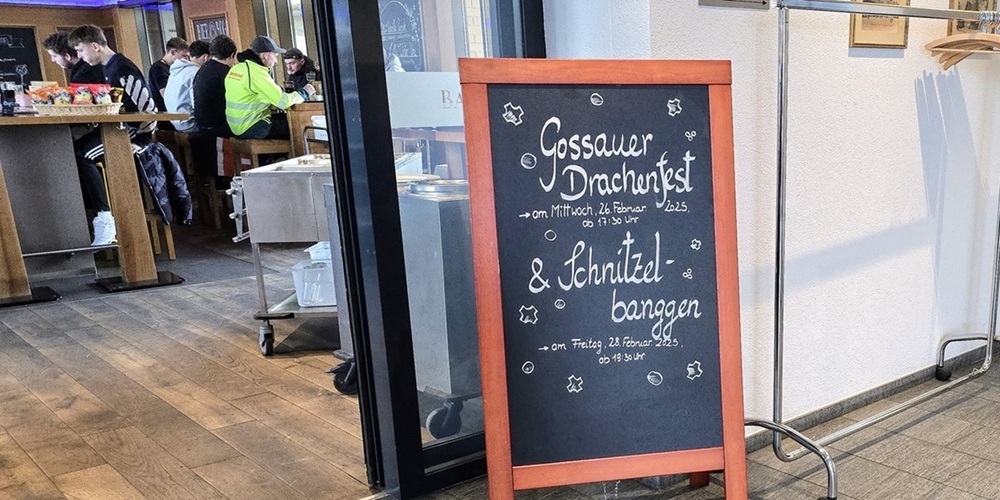 Gossauer
Drachenfest
→ am Mittwoch, 26. Februar 2025,
ab 17:30 Uhr
& Schnitzel-
banggen
→ am Freitag, 28. Februar 2025,
ab 19:30 Uhr
BA